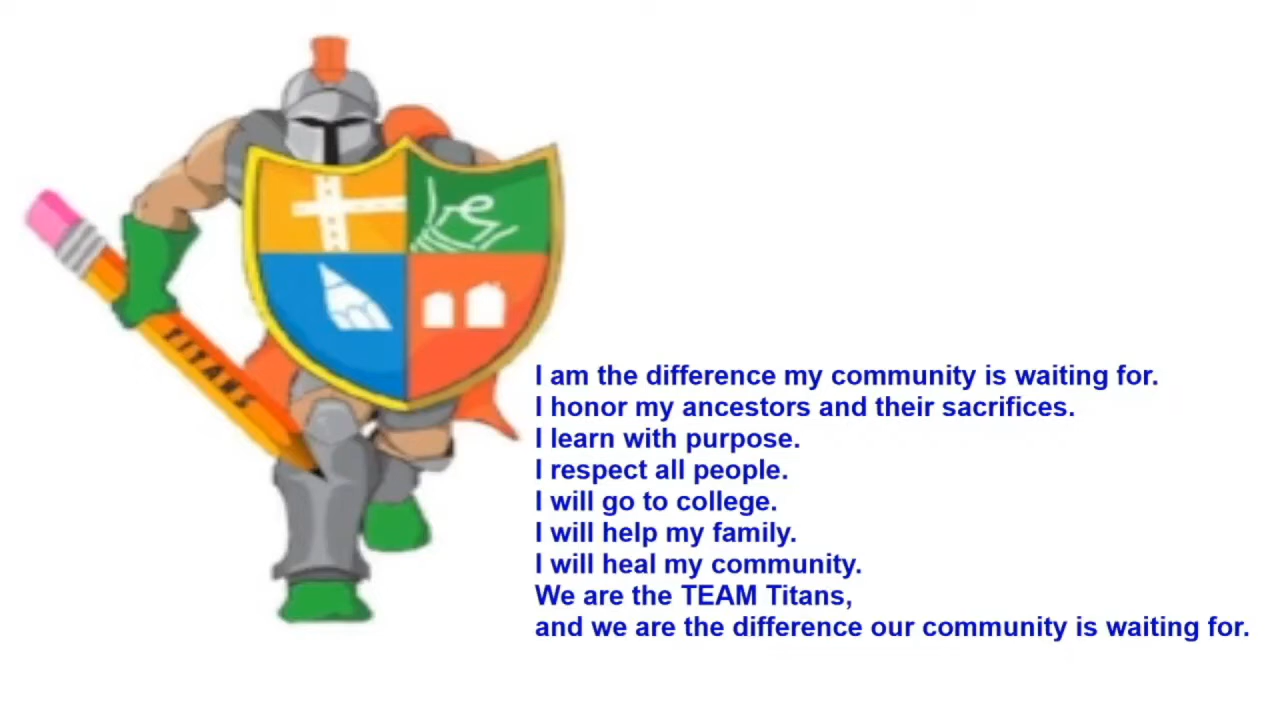 TITANS
I am the difference my community is waiting for.
I honor my ancestors and their sacrifices.
I learn with purpose.
I respect all people.
I will go to college.
I will help my family.
I will heal my community.
We are the TEAM Titans,
and we are the difference our community is waiting for.